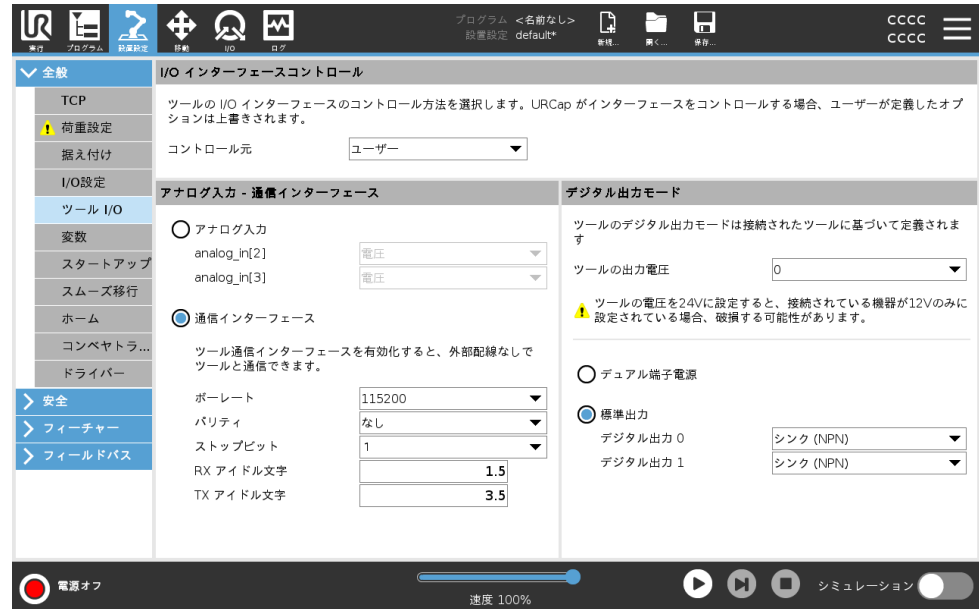 UR
プログラム <名前なし>
設置設定 default*
CCCC
CCCC
実行
プログラム
設置設定
移動
I/O
ログ
新規...
開く...
保存...
全般
TCP
荷重設定
据え付け
I/O設定
ツール I/O
変数
スタートアップ
スムーズ移行
ホーム
コンベヤトラ...
ドライバー
安全
フィーチャー
フィールドバス
I/O インターフェースコントロール
ツールの I/O インターフェースのコントロール方法を選択します。URCap がインターフェースをコントロールする場合、ユーザーが定義したオプ
ションは上書きされます。
コントロール元
ユーザー
アナログ入力 - 通信インターフェース
アナログ入力
analog_in[2] 電圧
analog_in[3] 電圧
通信インターフェース
ツール通信インターフェースを有効化すると、外部配線なしで
ツールと通信できます。
ボーレート 115200
パリティ なし
ストップビット 1
RX アイドル文字 1.5
TX アイドル文字 3.5
デジタル出力モード
ツールのデジタル出力モードは接続されたツールに基づいて定義されま
す
ツールの出力電圧 0
ツールの電圧を24Vに設定すると、接続されている機器が12Vのみに
設定されている場合、破損する可能性があります。
デュアル端子電源
標準出力
デジタル出力 0 シンク (NPN)
デジタル出力 1 シンク (NPN)
電源オフ
速度 100%
シミュレーション